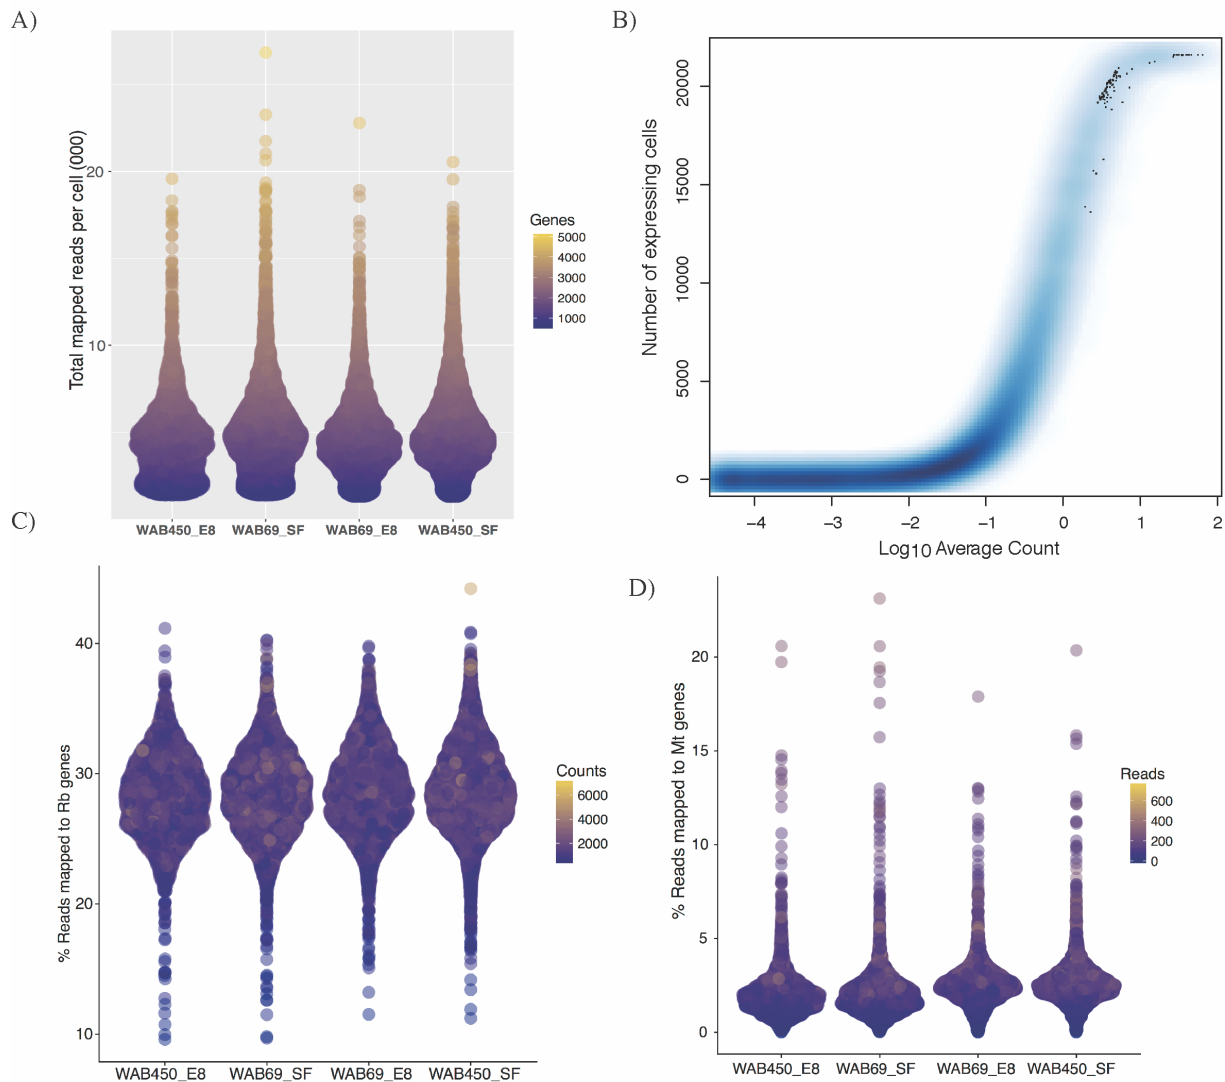 A)
Total mapped reads per cell (000)
20
10
WAB450_E8 WAB69_SF WAB69_E8 WAB450_SF
Genes
5000
4000
3000
2000
1000
B)
Number of expressing cells
20000
15000
10000
5000
0
−4 −3 −2 −1 0 1 2
Log10 Average Count
C)
% Reads mapped to Rb genes
40
30
20
10
WAB450_E8 WAB69_SF WAB69_E8 WAB450_SF
Counts
6000
4000
2000
D)
% Reads mapped to Mt genes
20
15
10
5
0
WAB450_E8 WAB69_SF WAB69_E8 WAB450_SF
Reads
600
400
200
0